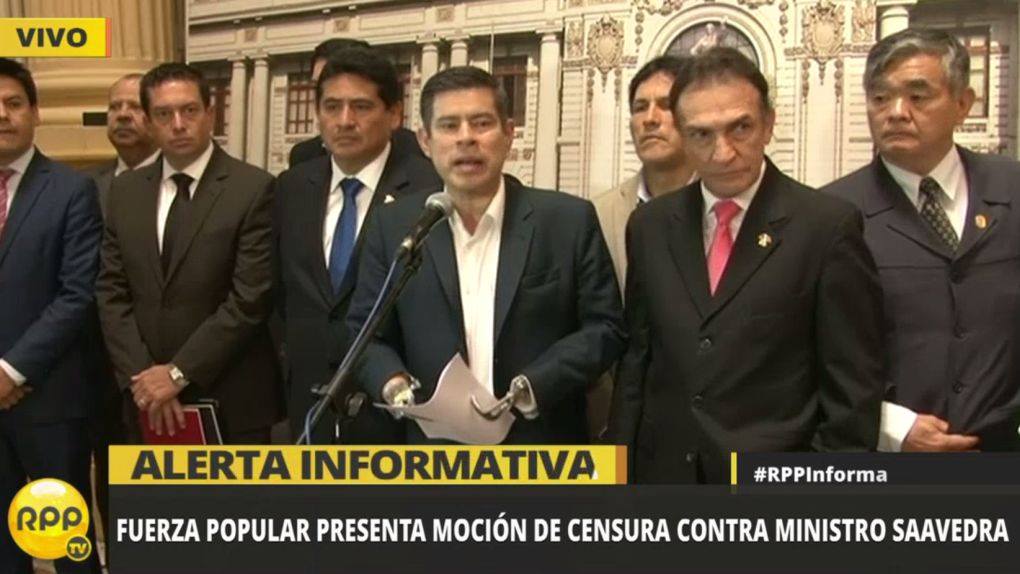 VIVO
ALERTA INFORMATIVA
#RPPInforma
RPP
TV
FUERZA POPULAR PRESENTA MOCIÓN DE CENSURA CONTRA MINISTRO SAAVEDRA